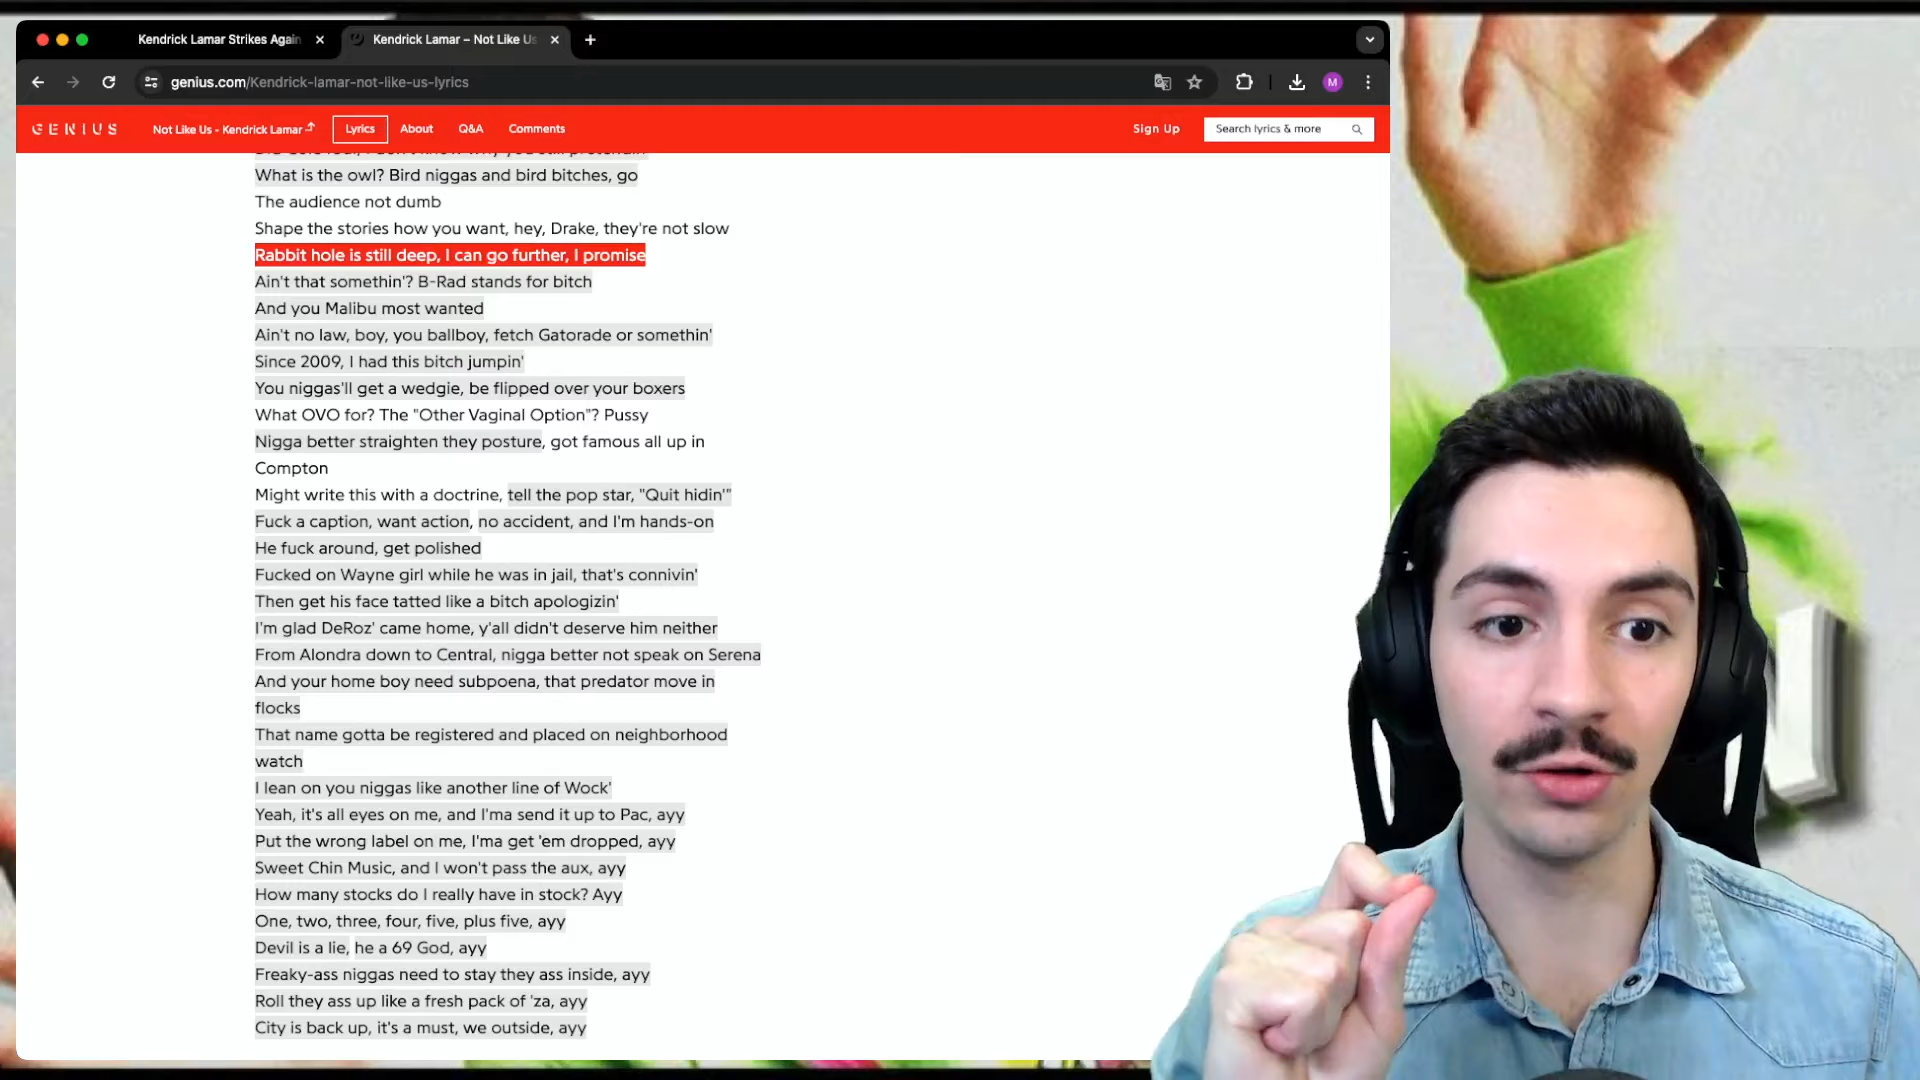 Kendrick Lamar Strikes Again
Kendrick Lamar – Not Like Us
genius.com/Kendrick-lamar-not-like-us-lyrics
M
GENIUS
Not Like Us - Kendrick Lamar
Lyrics
About
Q&A
Comments
Sign Up
Search lyrics & more
What is the owl? Bird niggas and bird bitches, go
The audience not dumb
Shape the stories how you want, hey, Drake, they're not slow
Rabbit hole is still deep, I can go further, I promise
Ain't that somethin'? B-Rad stands for bitch
And you Malibu most wanted
Ain't no law, boy, you ballboy, fetch Gatorade or somethin'
Since 2009, I had this bitch jumpin'
You niggas'll get a wedgie, be flipped over your boxers
What OVO for? The "Other Vaginal Option"? Pussy
Nigga better straighten they posture, got famous all up in
Compton
Might write this with a doctrine, tell the pop star, "Quit hidin'"
Fuck a caption, want action, no accident, and I'm hands-on
He fuck around, get polished
Fucked on Wayne girl while he was in jail, that's connivin'
Then get his face tatted like a bitch apologizin'
I'm glad DeRoz' came home, y'all didn't deserve him neither
From Alondra down to Central, nigga better not speak on Serena
And your home boy need subpoena, that predator move in
flocks
That name gotta be registered and placed on neighborhood
watch
I lean on you niggas like another line of Wock'
Yeah, it's all eyes on me, and I'ma send it up to Pac, ayy
Put the wrong label on me, I'ma get 'em dropped, ayy
Sweet Chin Music, and I won't pass the aux, ayy
How many stocks do I really have in stock? Ayy
One, two, three, four, five, plus five, ayy
Devil is a lie, he a 69 God, ayy
Freaky-ass niggas need to stay they ass inside, ayy
Roll they ass up like a fresh pack of 'za, ayy
City is back up, it's a must, we outside, ayy